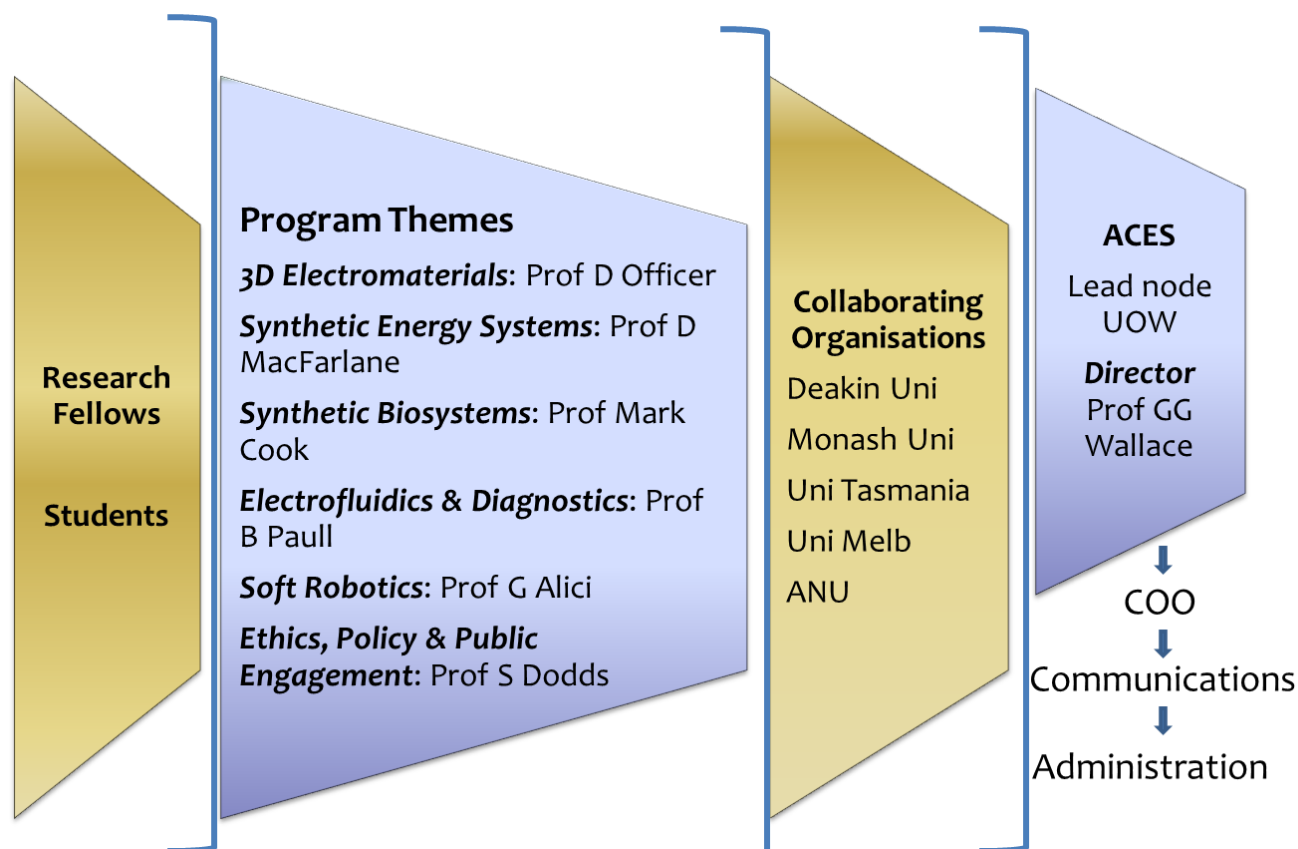 Research
Fellows
Students
Program Themes
3D Electromaterials: Prof D Officer
Synthetic Energy Systems: Prof D
MacFarlane
Synthetic Biosystems: Prof Mark
Cook
Electrofluidics & Diagnostics: Prof
B Paull
Soft Robotics: Prof G Alici
Ethics, Policy & Public
Engagement: Prof S Dodds
Collaborating
Organisations
Deakin Uni
Monash Uni
Uni Tasmania
Uni Melb
ANU
ACES
Lead node
UOW
Director
Prof GG
Wallace
COO
Communications
Administration